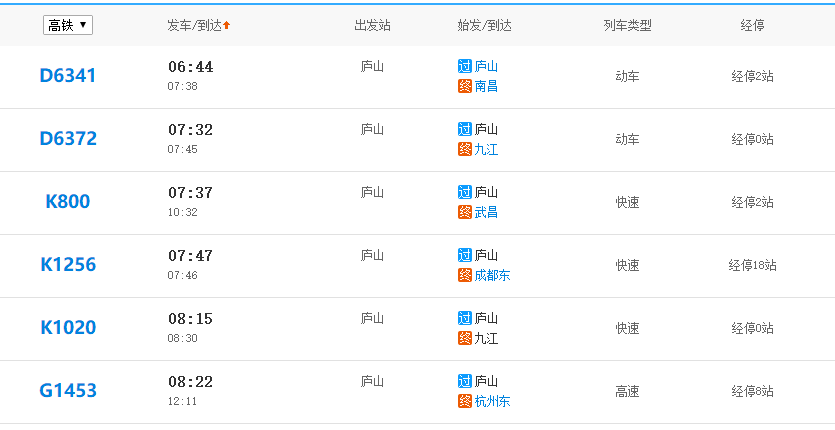 高铁 ▼ 发车/到达 出发站 始发/到达 列车类型 经停
D6341 06:44 07:38 庐山 过 庐山 终 南昌 动车 经停2站
D6372 07:32 07:45 庐山 过 庐山 终 九江 动车 经停0站
K800 07:37 10:32 庐山 过 庐山 终 武昌 快速 经停2站
K1256 07:47 07:46 庐山 过 庐山 终 成都东 快速 经停18站
K1020 08:15 08:30 庐山 过 庐山 终 九江 快速 经停0站
G1453 08:22 12:11 庐山 过 庐山 终 杭州东 高速 经停8站